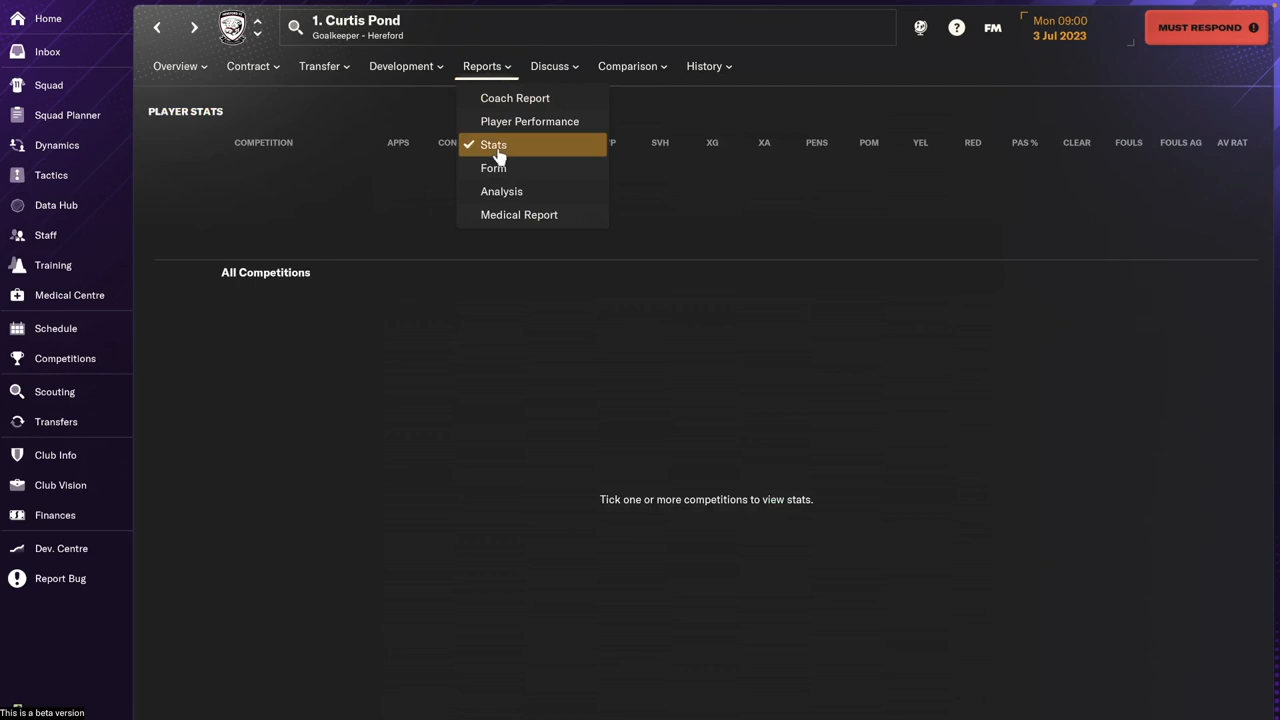 Home
Inbox
Squad
Squad Planner
Dynamics
Tactics
Data Hub
Staff
Training
Medical Centre
Schedule
Competitions
Scouting
Transfers
Club Info
Club Vision
Finances
Dev. Centre
Report Bug
This is a beta version
1. Curtis Pond
Goalkeeper - Hereford
FM
Mon 09:00
3 Jul 2023
MUST RESPOND
Overview Contract Transfer Development Reports Discuss Comparison History
Coach Report
Player Performance
Stats
Form
Analysis
Medical Report
PLAYER STATS
COMPETITION APPS CON SVH XG XA PENS POM YEL RED PAS % CLEAR FOULS FOULS AG AV RAT
All Competitions
Tick one or more competitions to view stats.